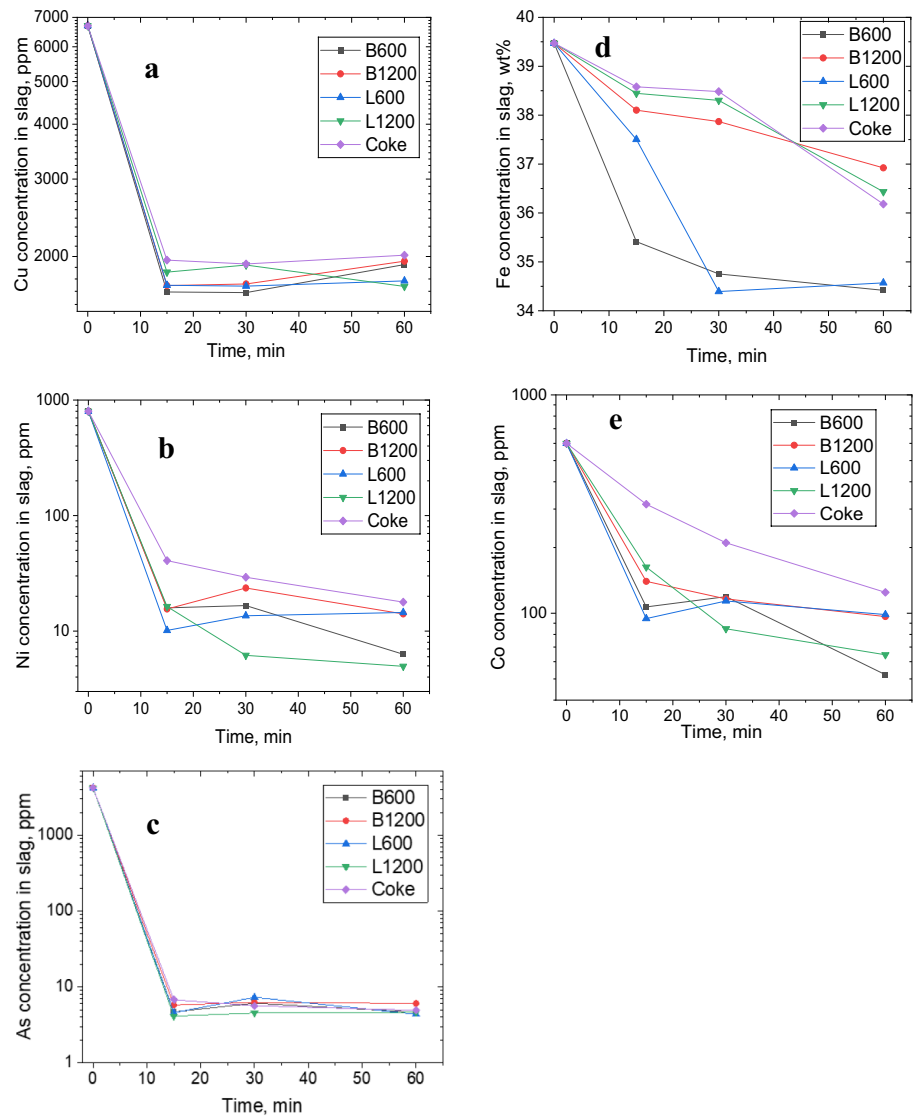 Cu concentration in slag, ppm
7000
6000
5000
4000
3000
2000
a
B600
B1200
L600
L1200
Coke
0 10 20 30 40 50 60
Time, min
Fe concentration in slag, wt%
40
39
38
37
36
35
34
d
B600
B1200
L600
L1200
Coke
0 10 20 30 40 50 60
Time, min
Ni concentration in slag, ppm
1000
100
10
b
B600
B1200
L600
L1200
Coke
0 10 20 30 40 50 60
Time, min
Co concentration in slag, ppm
1000
100
e
B600
B1200
L600
L1200
Coke
0 10 20 30 40 50 60
Time, min
As concentration in slag, ppm
1000
100
10
1
c
B600
B1200
L600
L1200
Coke
0 10 20 30 40 50 60
Time, min